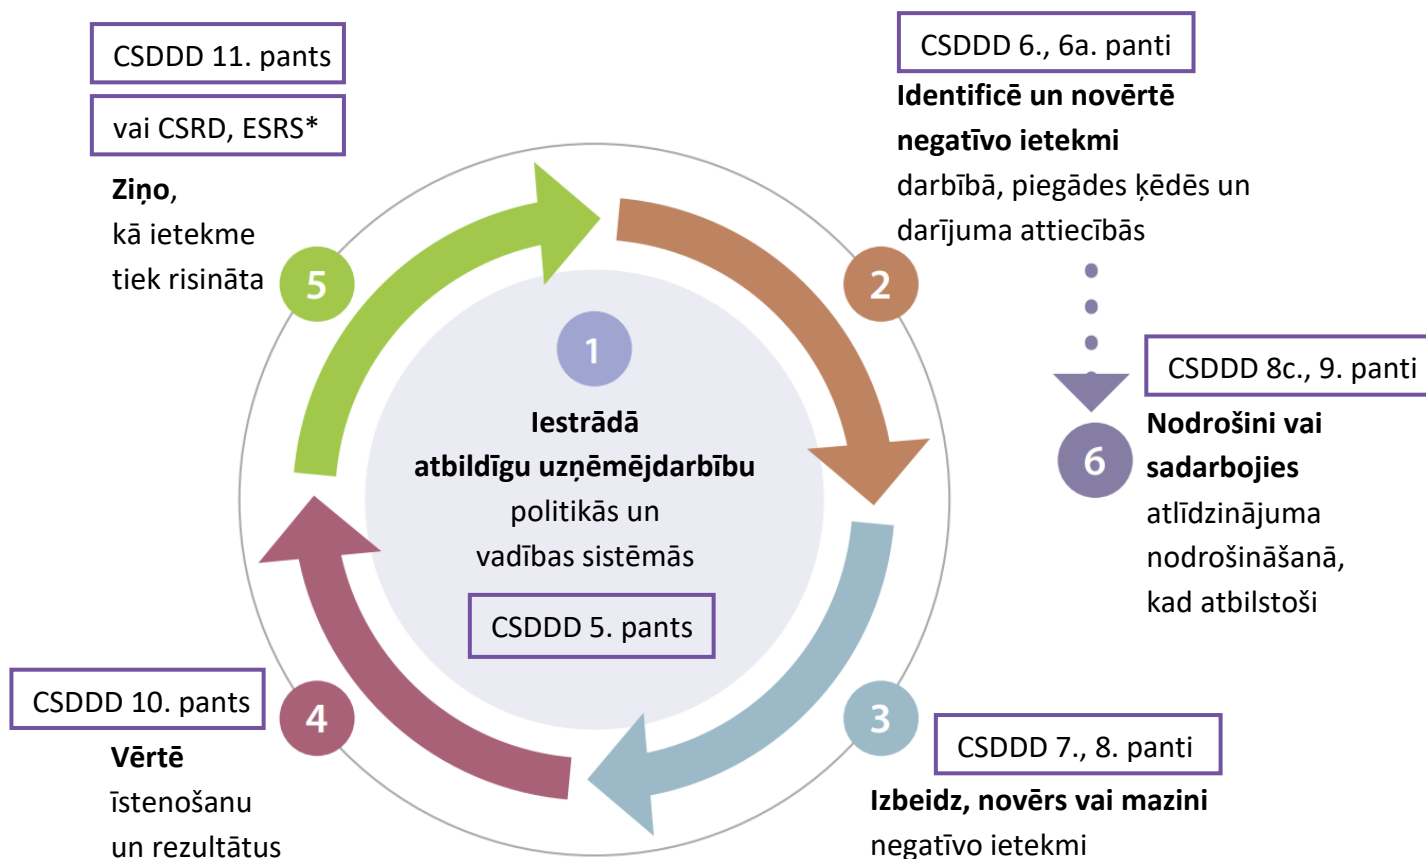 CSDDD 11. pants
vai CSRD, ESRS*
Ziņo,
kā ietekme
tiek risināta
5
CSDDD 6., 6a. panti
Identificē un novērtē
negatīvo ietekmi
darbībā, piegādes ķēdēs un
darījuma attiecībās
2
1
Iestrādā
atbildīgu uzņēmējdarbību
politikās un
vadības sistēmās
CSDDD 5. pants
CSDDD 8c., 9. panti
6
Nodrošini vai
sadarbojies
atlīdzinājuma
nodrošināšanā,
kad atbilstoši
CSDDD 10. pants
4
Vērtē
īstenošanu
un rezultātus
3
CSDDD 7., 8. panti
Izbeidz, novērs vai mazini
negatīvo ietekmi